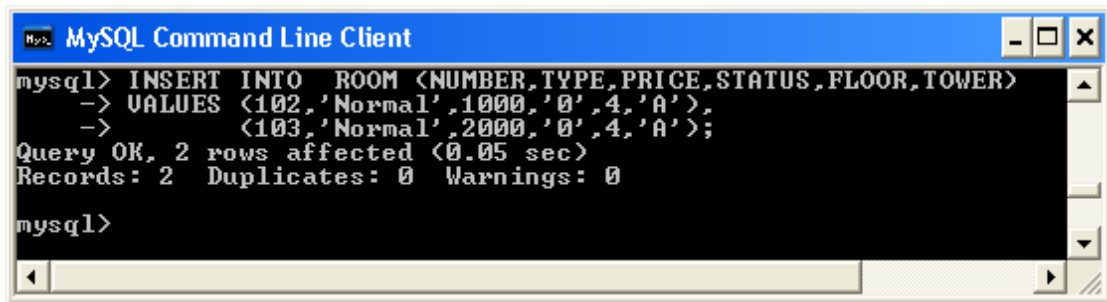 MySQL Command Line Client
mysql> INSERT INTO  ROOM (NUMBER,TYPE,PRICE,STATUS,FLOOR,TOWER)
    -> VALUES (102,'Normal',1000,'0',4,'A'),
    ->        (103,'Normal',2000,'0',4,'A');
Query OK, 2 rows affected (0.05 sec)
Records: 2  Duplicates: 0  Warnings: 0
mysql>